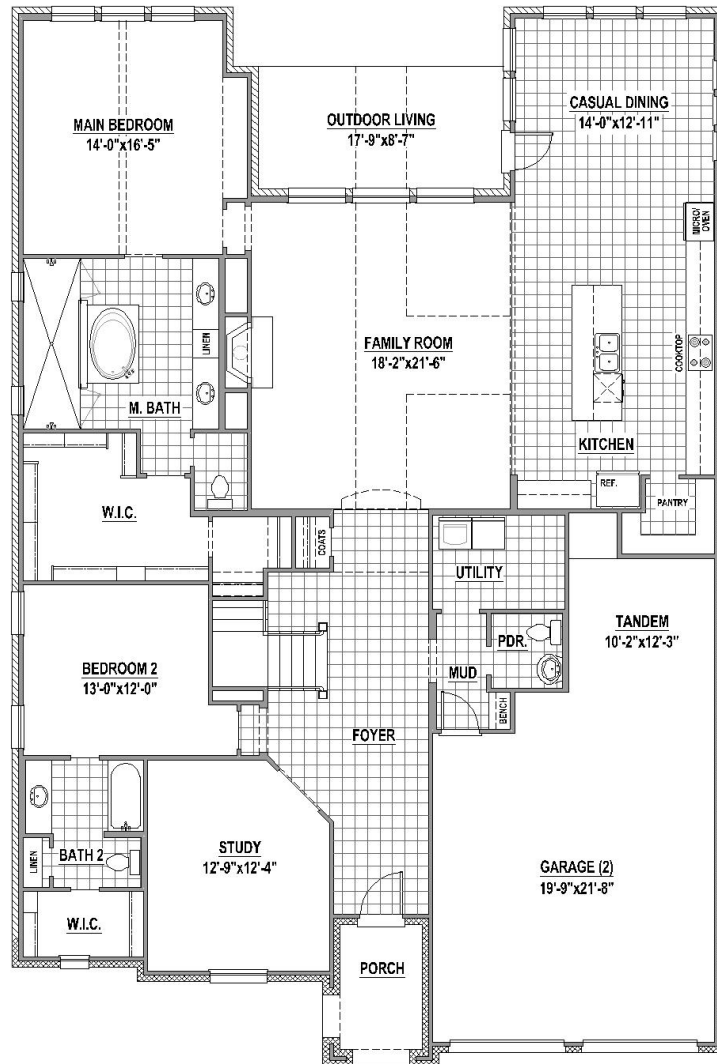 MAIN BEDROOM
14'-0"x16'-5"
OUTDOOR LIVING
17'-9"x8'-7"
CASUAL DINING
14'-0"x12'-11"
MICRO/
OVEN
LINEN
FAMILY ROOM
18'-2"x21'-6"
COOKTOP
M. BATH
KITCHEN
REF.
PANTRY
W.I.C.
COATS
UTILITY
TANDEM
10'-2"x12'-3"
PDR.
BEDROOM 2
13'-0"x12'-0"
MUD
BENCH
FOYER
STUDY
12'-9"x12'-4"
LINEN
BATH 2
GARAGE (2)
19'-9"x21'-8"
W.I.C.
PORCH